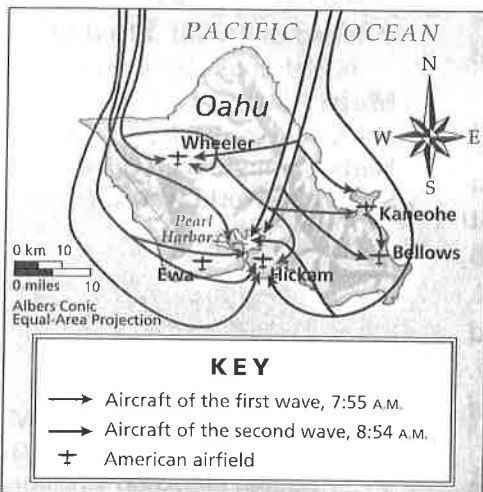 PACIFIC OCEAN
Oahu
Wheeler
Pearl
Harbor
Kaneohe
Bellows
Ewa
Hickam
N
W E
S
0 km 10
0 miles 10
Albers Conic
Equal-Area Projection
KEY
Aircraft of the first wave, 7:55 A.M.
Aircraft of the second wave, 8:54 A.M.
American airfield